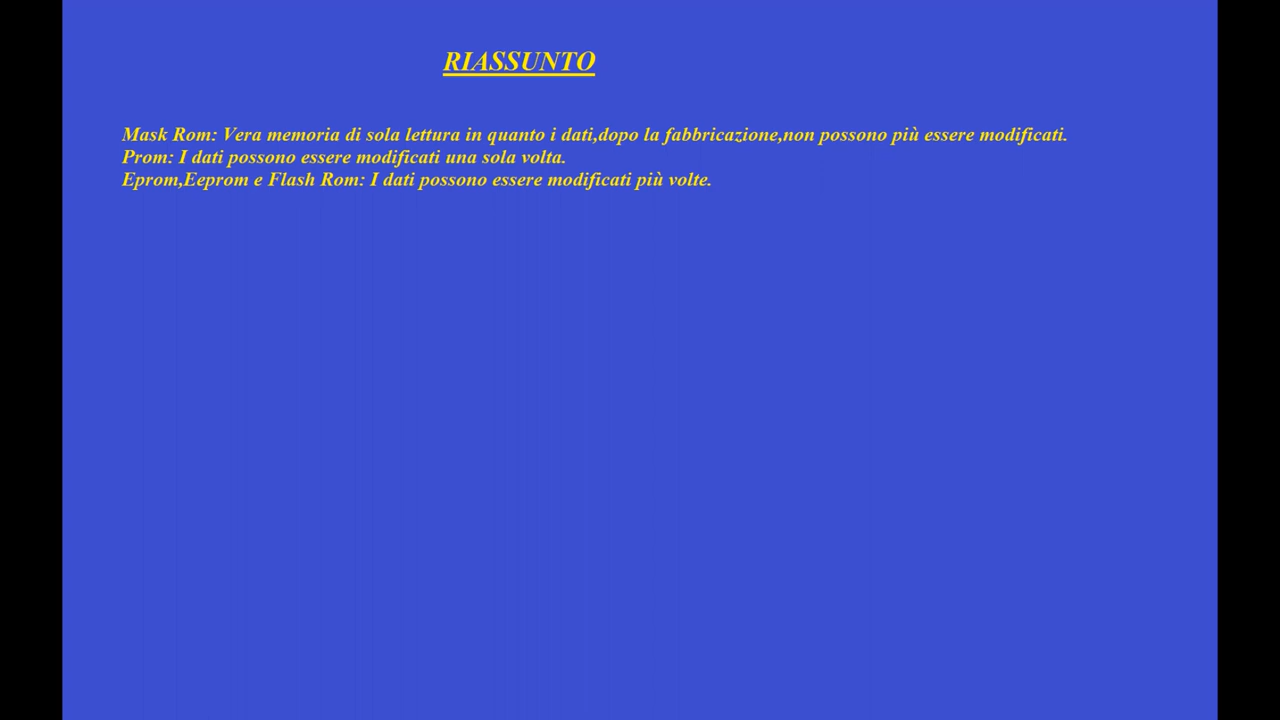 RIASSUNTO
Mask Rom: Vera memoria di sola lettura in quanto i dati,dopo la fabbricazione,non possono più essere modificati.
Prom: I dati possono essere modificati una sola volta.
Eprom,Eeprom e Flash Rom: I dati possono essere modificati più volte.